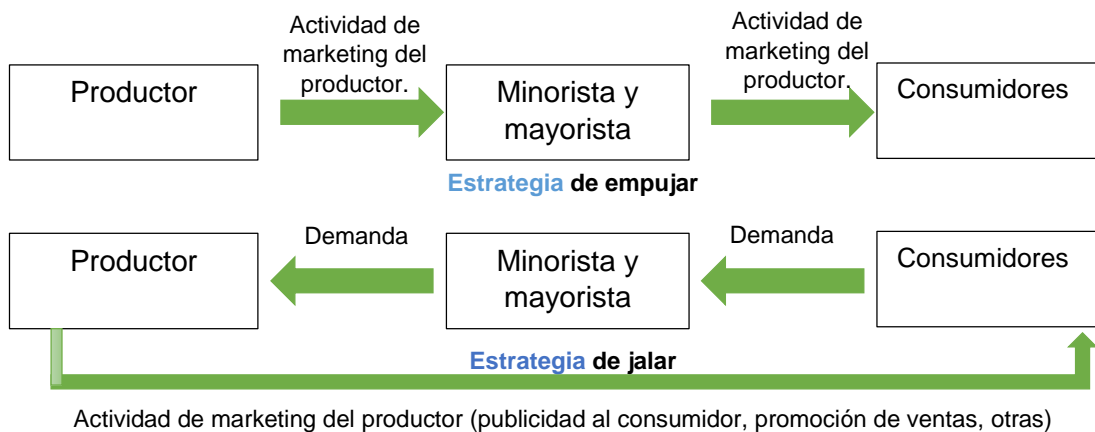 Actividad de
marketing del
productor.
Actividad de
marketing del
productor.
Productor
Minorista y
mayorista
Consumidores
Estrategia de empujar
Productor
Demanda
Minorista y
mayorista
Demanda
Consumidores
Estrategia de jalar
Actividad de marketing del productor (publicidad al consumidor, promoción de ventas, otras)